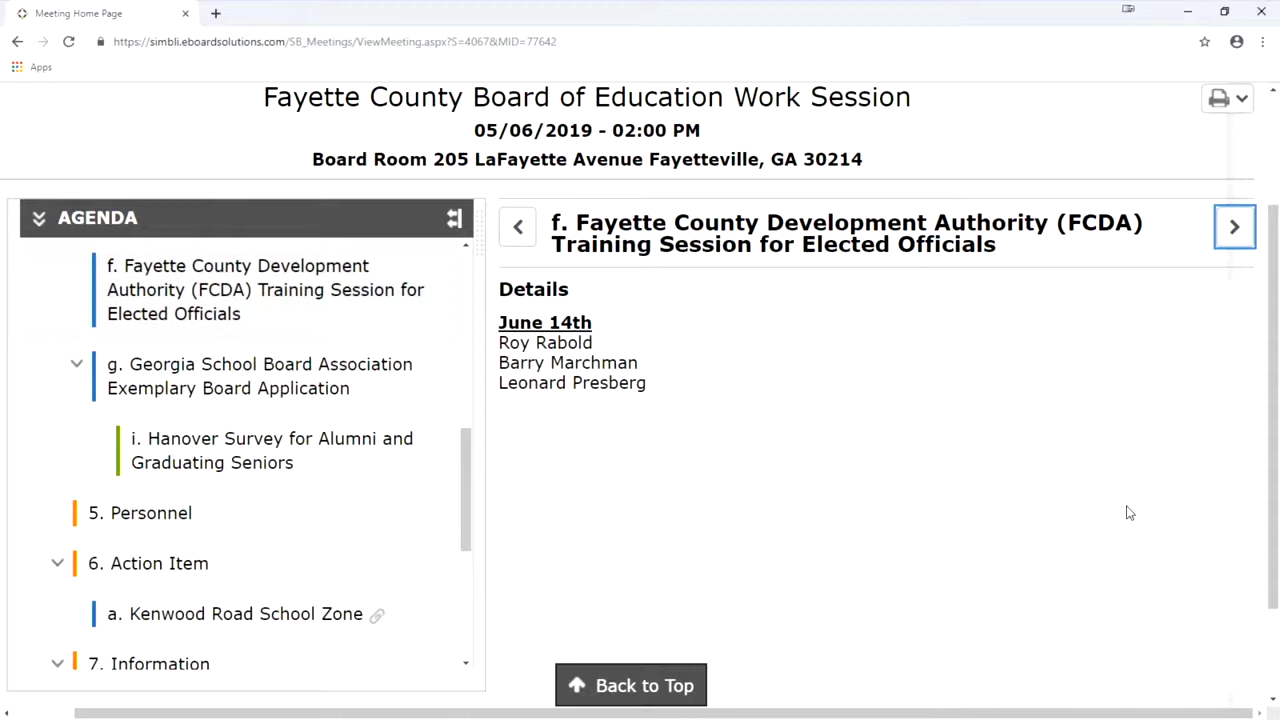 Meeting Home Page
https://simbli.eboardsolutions.com/SB_Meetings/ViewMeeting.aspx?S=4067&MID=77642
Apps
Fayette County Board of Education Work Session
05/06/2019 - 02:00 PM
Board Room 205 LaFayette Avenue Fayetteville, GA 30214
AGENDA
f. Fayette County Development
Authority (FCDA) Training Session for
Elected Officials
g. Georgia School Board Association
Exemplary Board Application
i. Hanover Survey for Alumni and
Graduating Seniors
5. Personnel
6. Action Item
a. Kenwood Road School Zone
7. Information
f. Fayette County Development Authority (FCDA)
Training Session for Elected Officials
Details
June 14th
Roy Rabold
Barry Marchman
Leonard Presberg
Back to Top